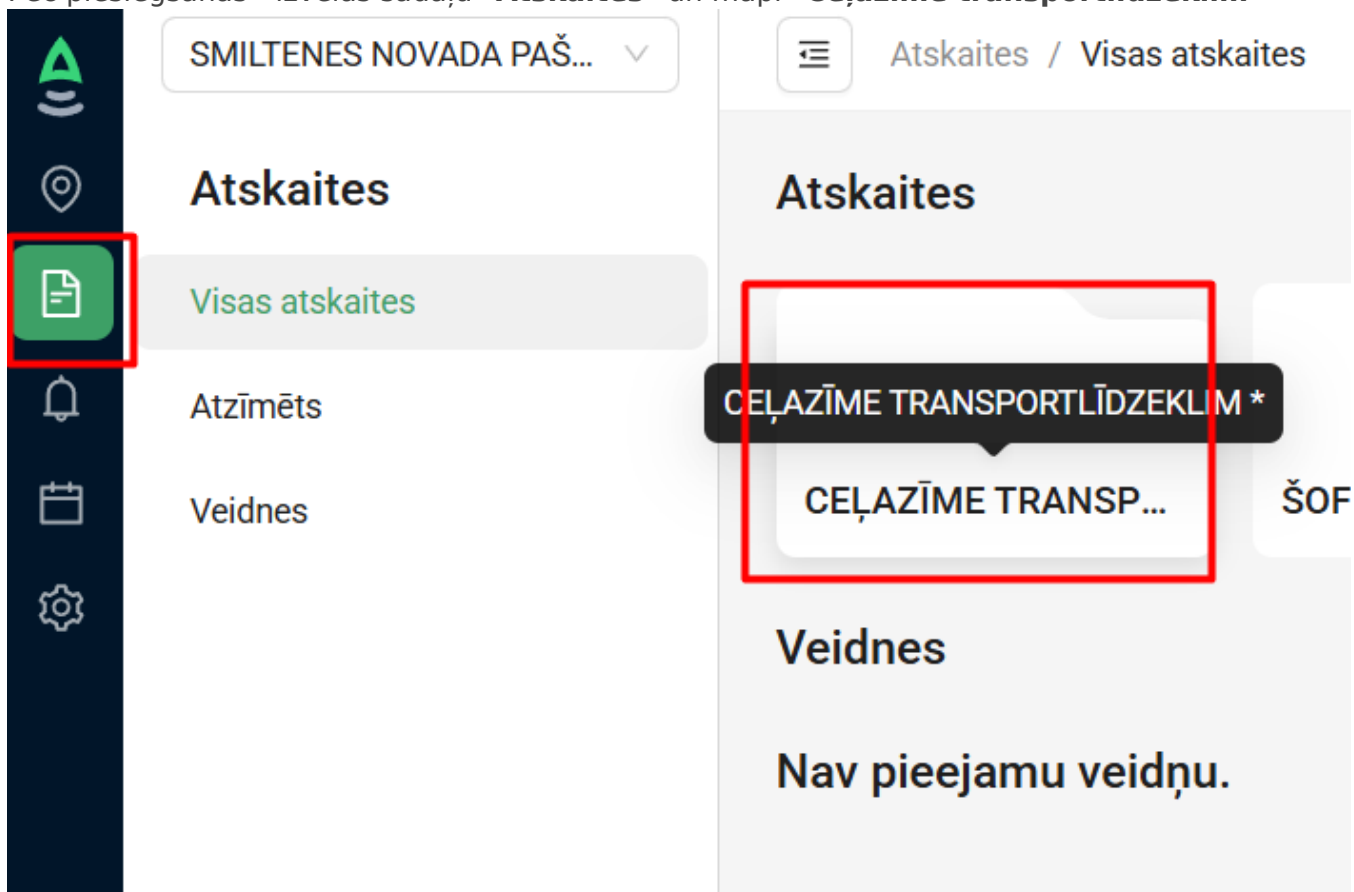 SMILTENES NOVADA PAŠ...
Atskaites / Visas atskaites
Atskaites
Visas atskaites
Atzīmēts
Veidnes
Atskaites
CEĻAZĪME TRANSPORTLĪDZEKLIM *
CEĻAZĪME TRANSP...
ŠOF
Veidnes
Nav pieejamu veidņu.